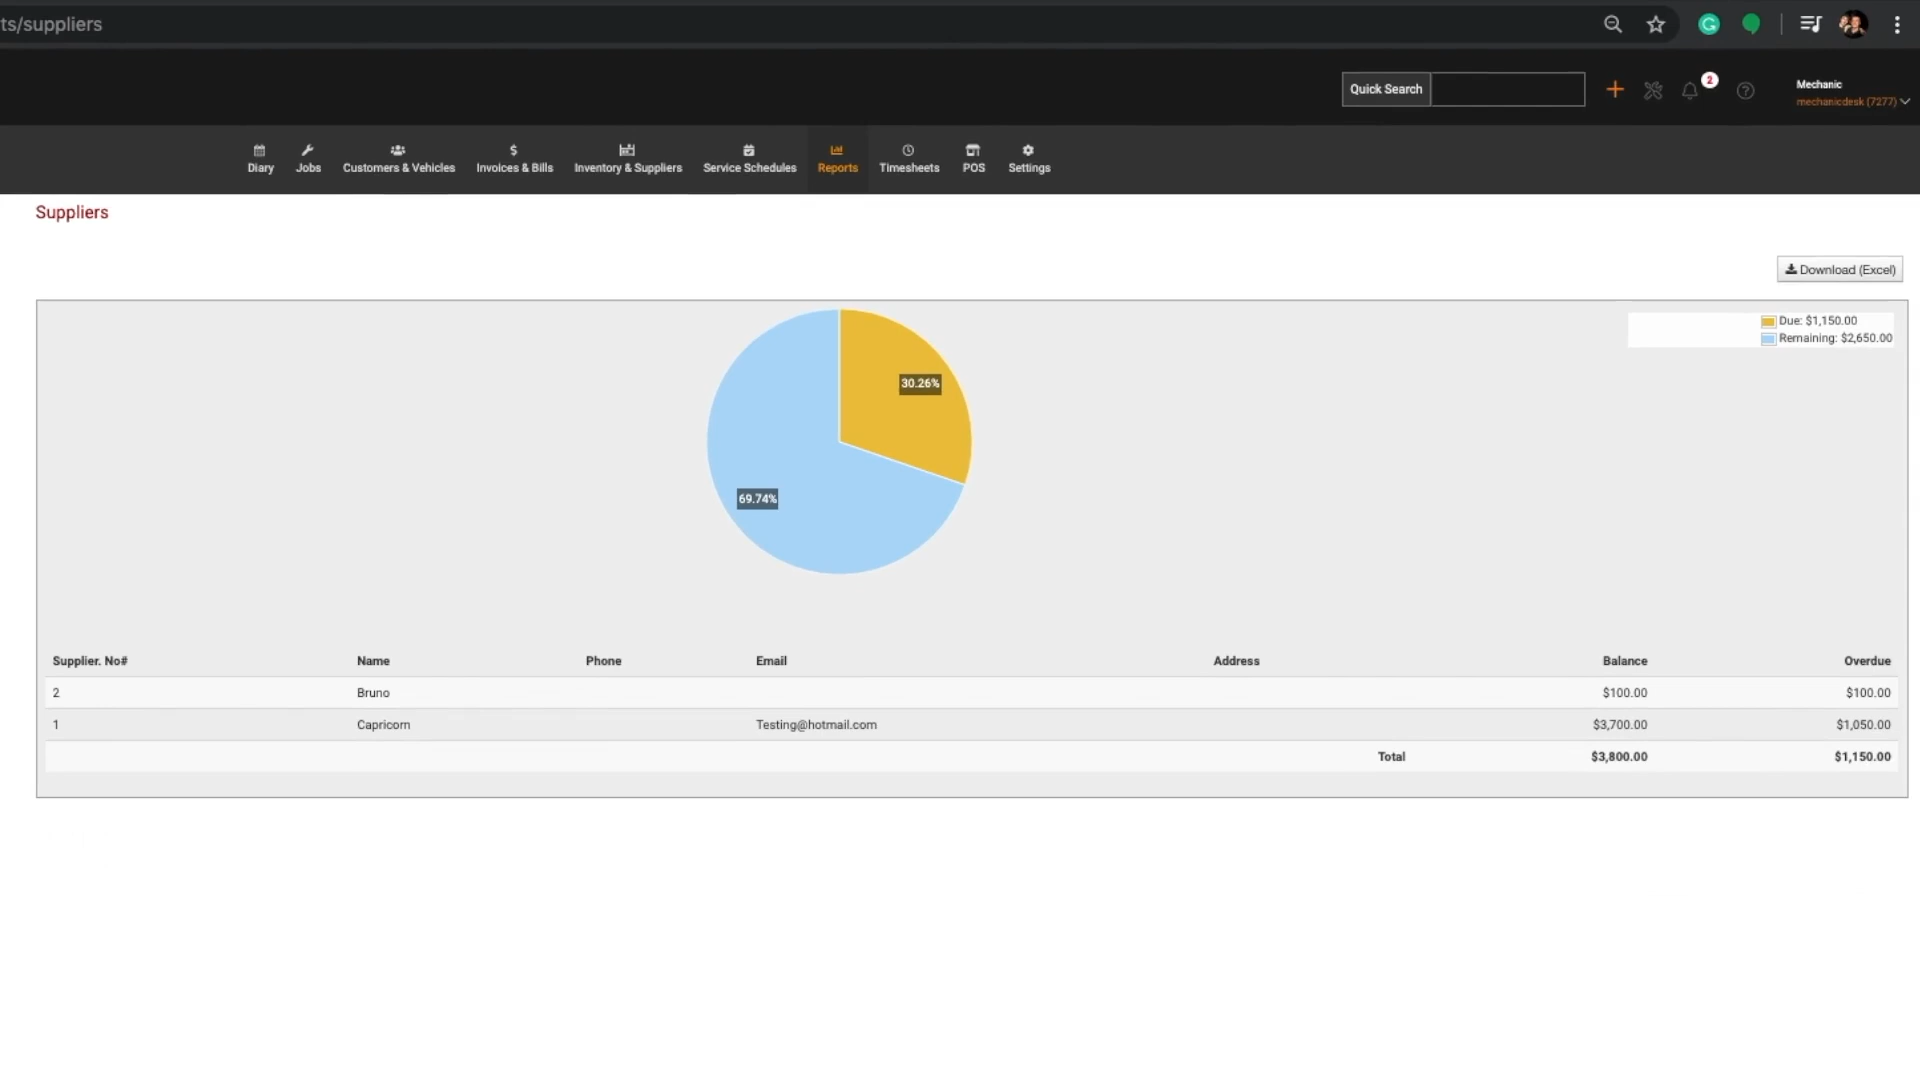 ts/suppliers
Quick Search
2
Mechanic
mechanicdesk (7277)
Diary Jobs Customers & Vehicles Invoices & Bills Inventory & Suppliers Service Schedules Reports Timesheets POS Settings
Suppliers
Download (Excel)
Due: $1,150.00
Remaining: $2,650.00
30.26%
69.74%
Supplier. No# Name Phone Email Address Balance Overdue
2 Bruno $100.00 $100.00
1 Capricorn Testing@hotmail.com $3,700.00 $1,050.00
Total $3,800.00 $1,150.00